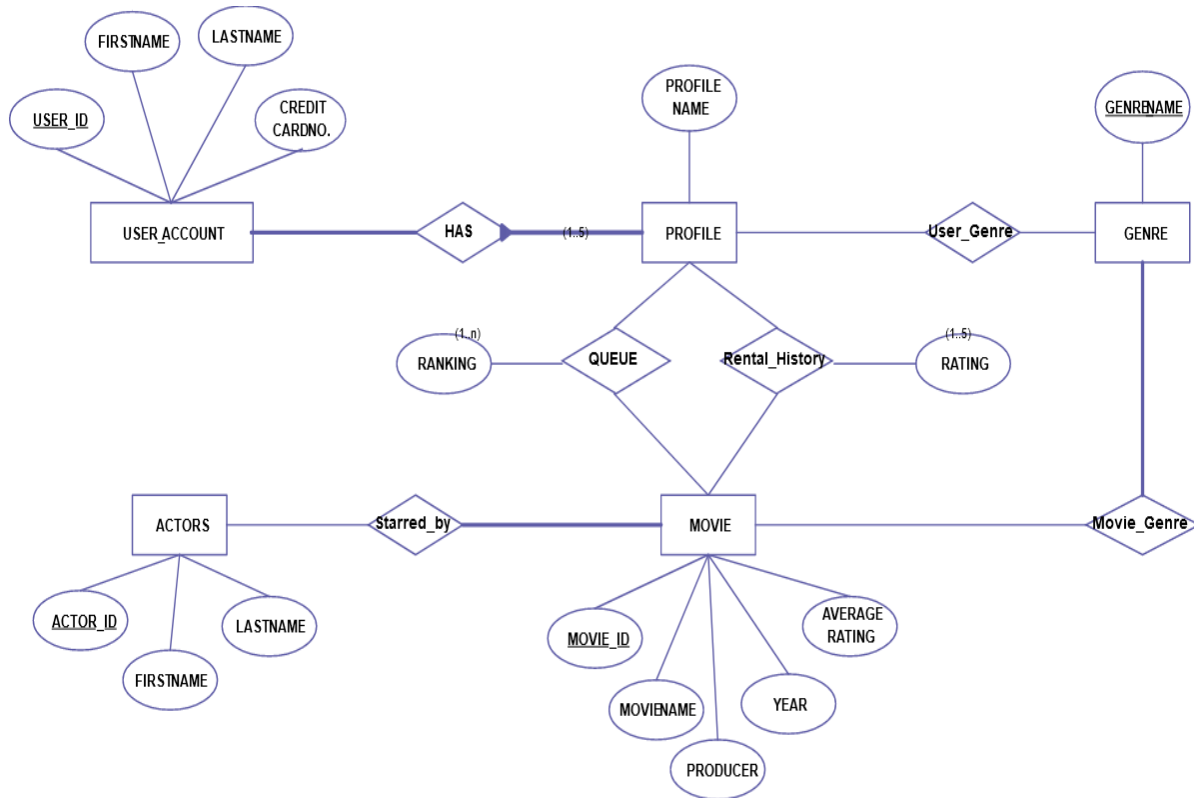 FIRSTNAME
LASTNAME
USER_ID
CREDIT
CARDNO.
PROFILE
NAME
GENRENAME
USER_ACCOUNT
HAS
(1..5)
PROFILE
User_Genre
GENRE
(1..n)
RANKING
QUEUE
Rental_History
(1..5)
RATING
ACTORS
Starred_by
MOVIE
Movie_Genre
ACTOR_ID
LASTNAME
FIRSTNAME
MOVIE_ID
AVERAGE
RATING
MOVIENAME
YEAR
PRODUCER